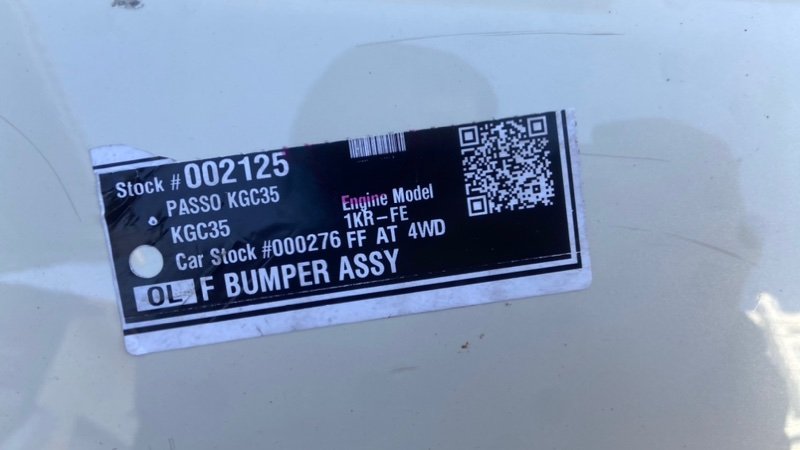 Stock #002125
PASSO KGC35
KGC35
Engine Model
1KR-FE
Car Stock #000276 FF AT 4WD
OL F BUMPER ASSY